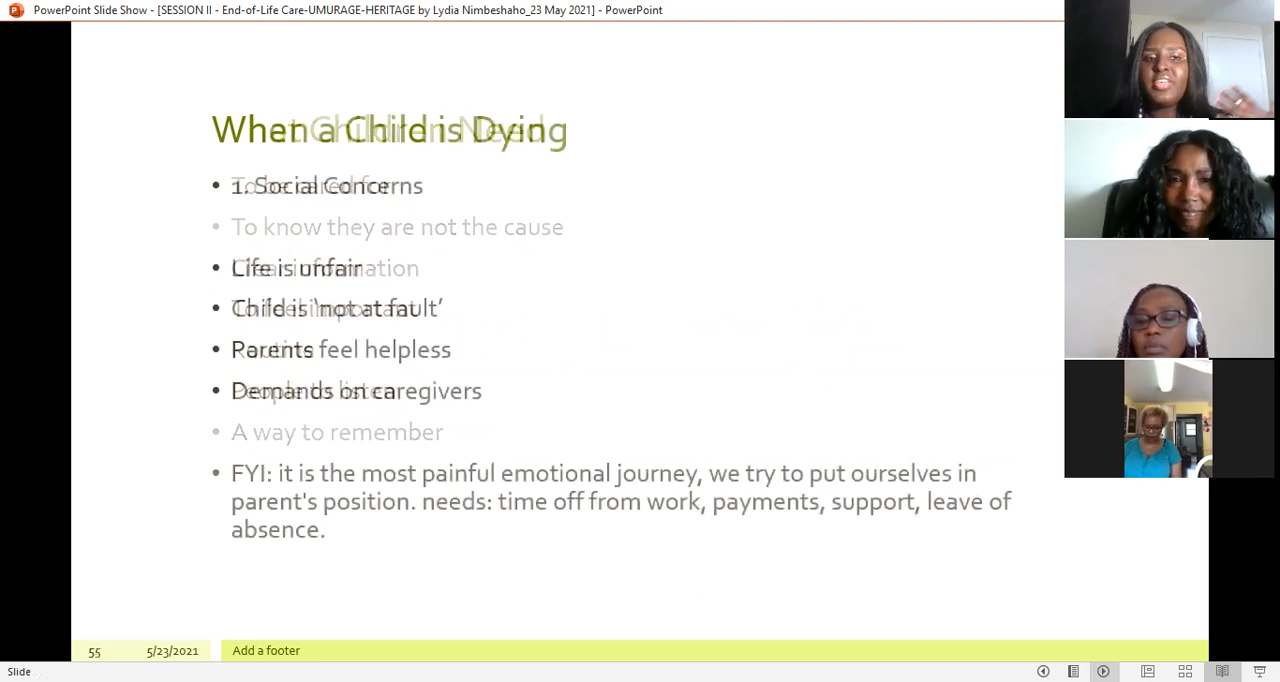 PowerPoint Slide Show - [SESSION II - End-of-Life Care-UMURAGE-HERITAGE by Lydia Nimbeshaho_23 May 2021] - PowerPoint
When a Child is Dying
• 1. Social Concerns
• To know they are not the cause
• Life is unfair
• Child is 'not at fault'
• Parents feel helpless
• Demands on caregivers
• A way to remember
• FYI: it is the most painful emotional journey, we try to put ourselves in
parent's position. needs: time off from work, payments, support, leave of
absence.
55 5/23/2021 Add a footer
Slide